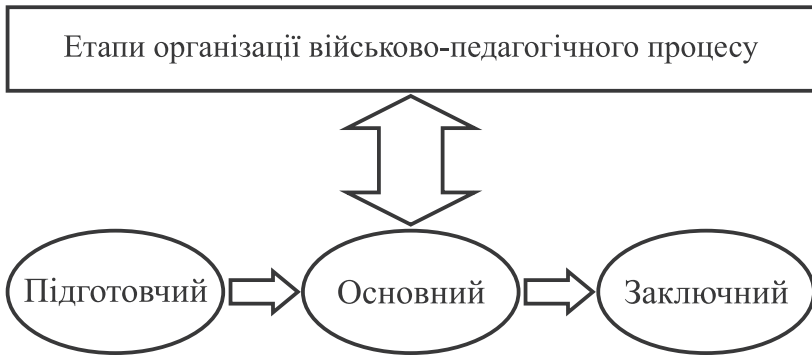 Етапи організації військово-педагогічного процесу
Підготовчий
Основний
Заключний